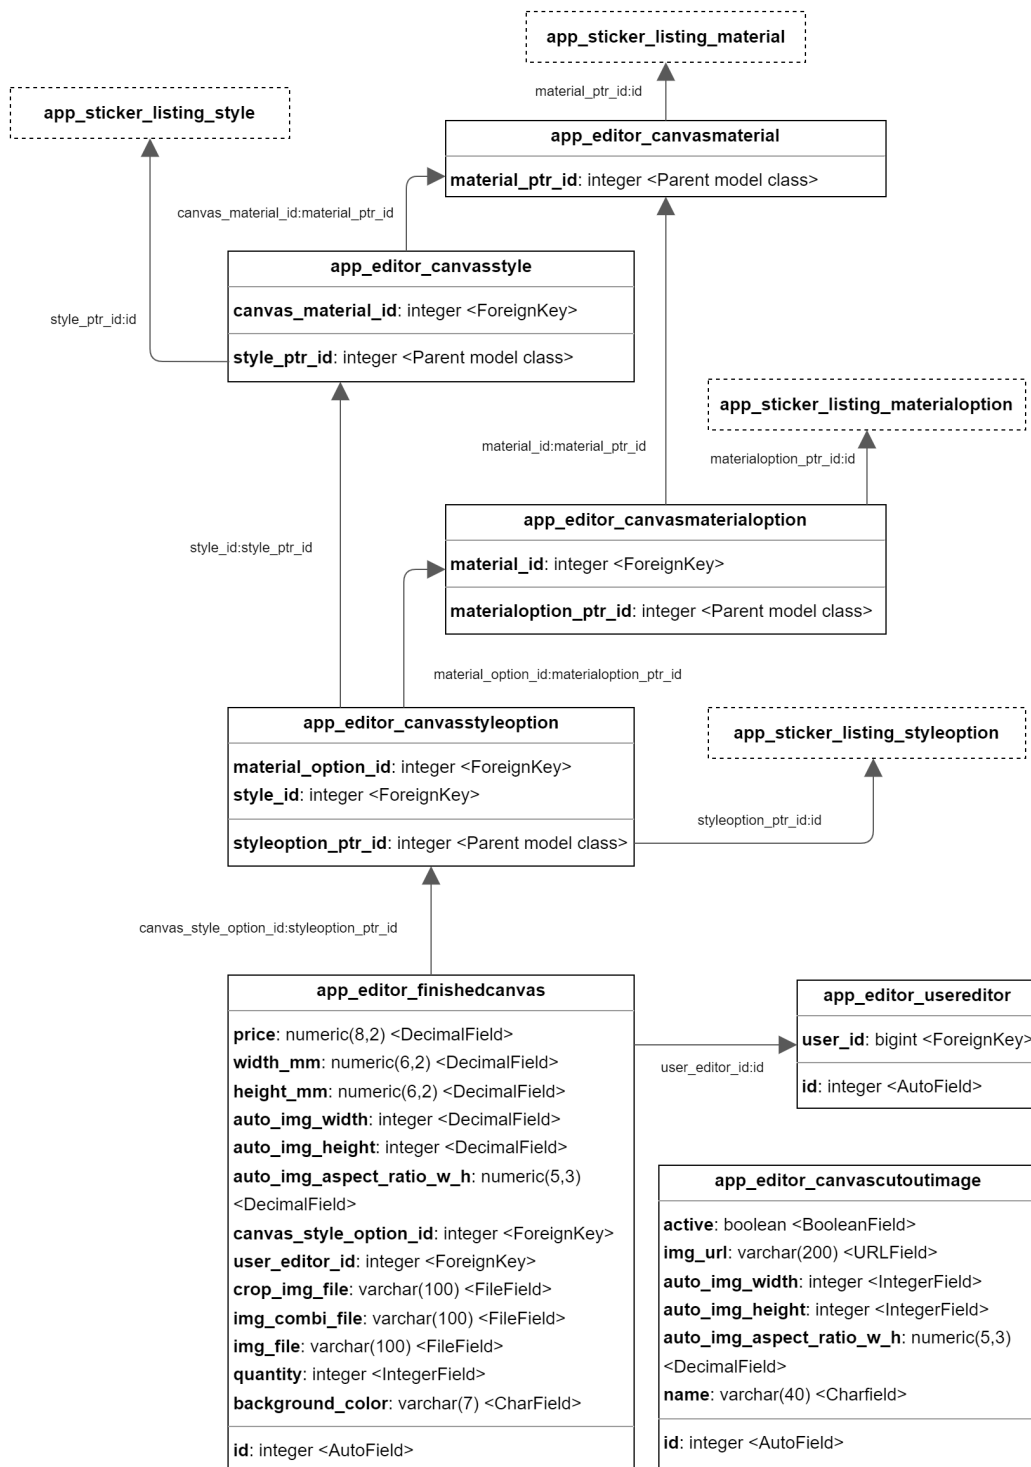 app_sticker_listing_material
material_ptr_id:id
app_sticker_listing_style
app_editor_canvasmaterial
material_ptr_id: integer <Parent model class>
canvas_material_id:material_ptr_id
app_editor_canvasstyle
canvas_material_id: integer <ForeignKey>
style_ptr_id:id
style_ptr_id: integer <Parent model class>
app_sticker_listing_materialoption
material_id:material_ptr_id
materialoption_ptr_id:id
app_editor_canvasmaterialoption
style_id:style_ptr_id
material_id: integer <ForeignKey>
materialoption_ptr_id: integer <Parent model class>
material_option_id:materialoption_ptr_id
app_editor_canvasstyleoption
app_sticker_listing_styleoption
material_option_id: integer <ForeignKey>
style_id: integer <ForeignKey>
styleoption_ptr_id:id
styleoption_ptr_id: integer <Parent model class>
canvas_style_option_id:styleoption_ptr_id
app_editor_finishedcanvas
price: numeric(8,2) <DecimalField>
width_mm: numeric(6,2) <DecimalField>
height_mm: numeric(6,2) <DecimalField>
auto_img_width: integer <DecimalField>
auto_img_height: integer <DecimalField>
auto_img_aspect_ratio_w_h: numeric(5,3)
<DecimalField>
canvas_style_option_id: integer <ForeignKey>
user_editor_id: integer <ForeignKey>
crop_img_file: varchar(100) <FileField>
img_combi_file: varchar(100) <FileField>
img_file: varchar(100) <FileField>
quantity: integer <IntegerField>
background_color: varchar(7) <CharField>
id: integer <AutoField>
user_editor_id:id
app_editor_usereditor
user_id: bigint <ForeignKey>
id: integer <AutoField>
app_editor_canvascutoutimage
active: boolean <BooleanField>
img_url: varchar(200) <URLField>
auto_img_width: integer <IntegerField>
auto_img_height: integer <IntegerField>
auto_img_aspect_ratio_w_h: numeric(5,3)
<DecimalField>
name: varchar(40) <Charfield>
id: integer <AutoField>